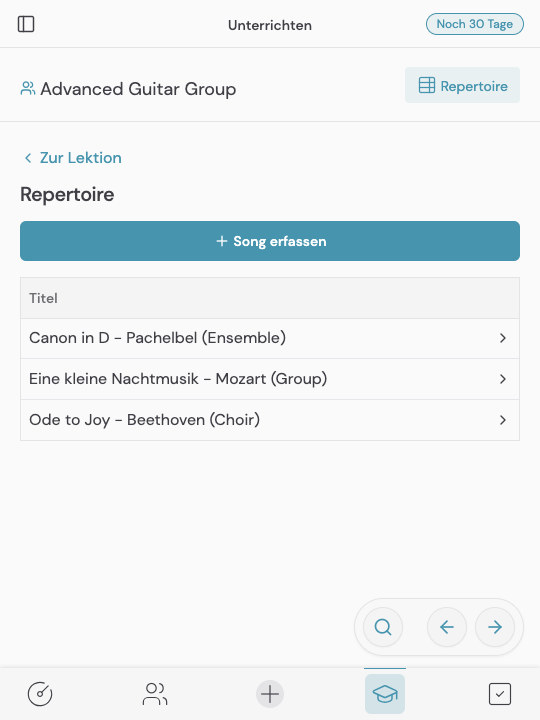 Unterrichten
Noch 30 Tage
Advanced Guitar Group
Repertoire
Zur Lektion
Repertoire
Song erfassen
Titel
Canon in D – Pachelbel (Ensemble)
Eine kleine Nachtmusik – Mozart (Group)
Ode to Joy – Beethoven (Choir)